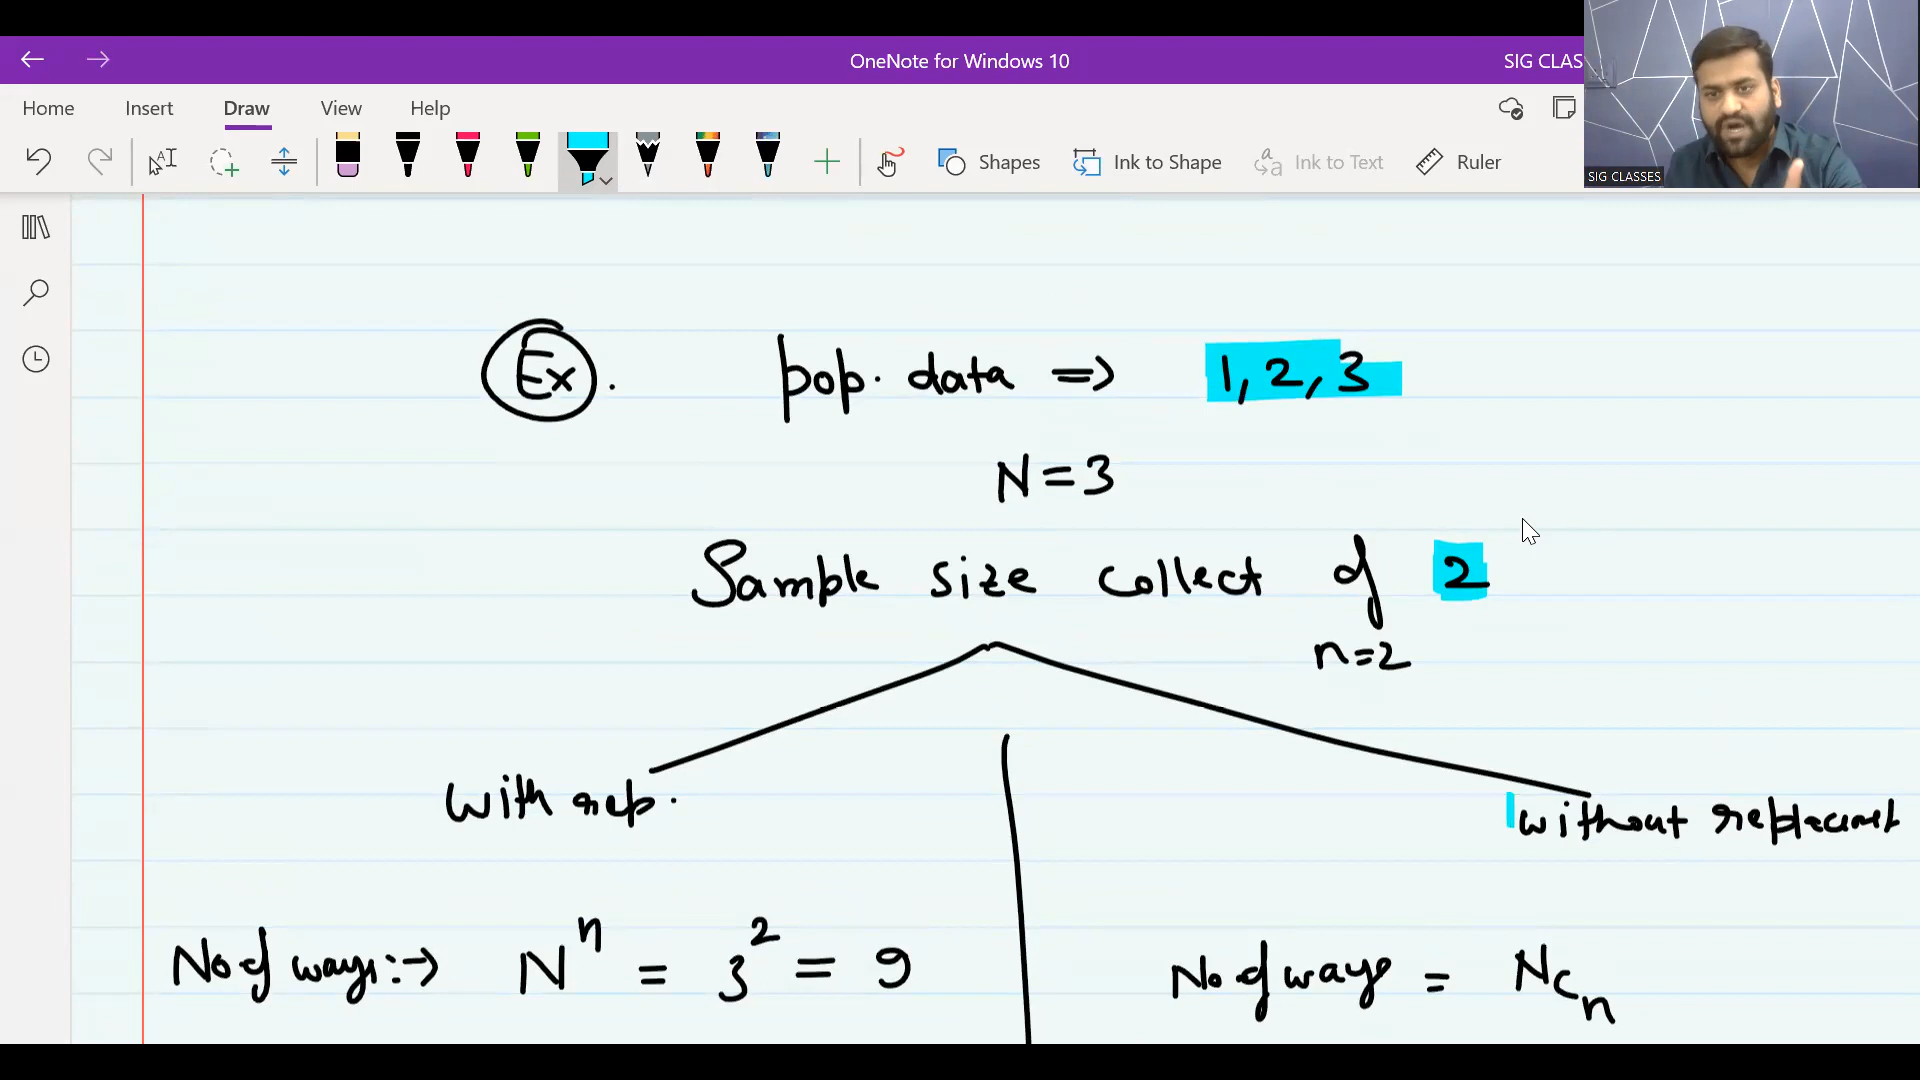 OneNote for Windows 10
SIG CLAS
Home Insert Draw View Help
Shapes Ink to Shape Ink to Text Ruler
SIG CLASSES
Ex. pop. data => 1, 2, 3
N = 3
Sample size collect of 2
n=2
With rep.
without replacemt
No of ways :-> N^n = 3^2 = 9
No of ways = NCn